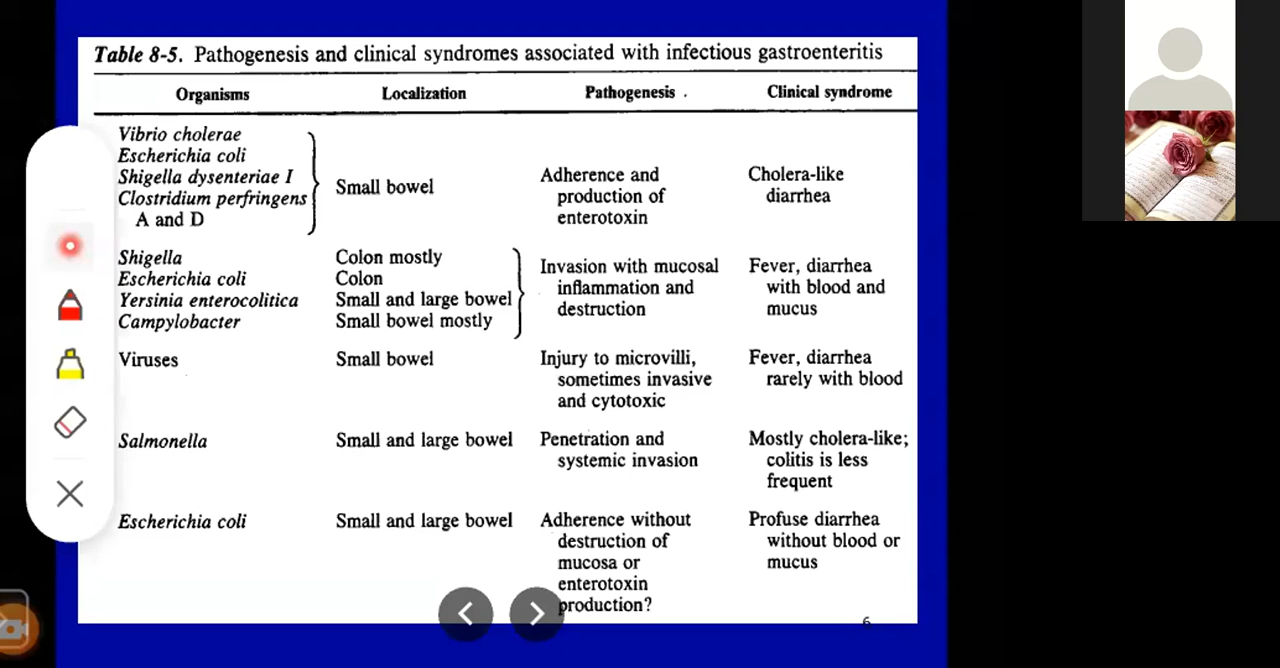 Table 8-5. Pathogenesis and clinical syndromes associated with infectious gastroenteritis
Organisms Localization Pathogenesis . Clinical syndrome
Vibrio cholerae
Escherichia coli
Shigella dysenteriae I
Clostridium perfringens
A and D
Small bowel
Adherence and
production of
enterotoxin
Cholera-like
diarrhea
Shigella
Escherichia coli
Yersinia enterocolitica
Campylobacter
Colon mostly
Colon
Small and large bowel
Small bowel mostly
Invasion with mucosal
inflammation and
destruction
Fever, diarrhea
with blood and
mucus
Viruses
Small bowel
Injury to microvilli,
sometimes invasive
and cytotoxic
Fever, diarrhea
rarely with blood
Salmonella
Small and large bowel
Penetration and
systemic invasion
Mostly cholera-like;
colitis is less
frequent
Escherichia coli
Small and large bowel
Adherence without
destruction of
mucosa or
enterotoxin
production?
Profuse diarrhea
without blood or
mucus
6